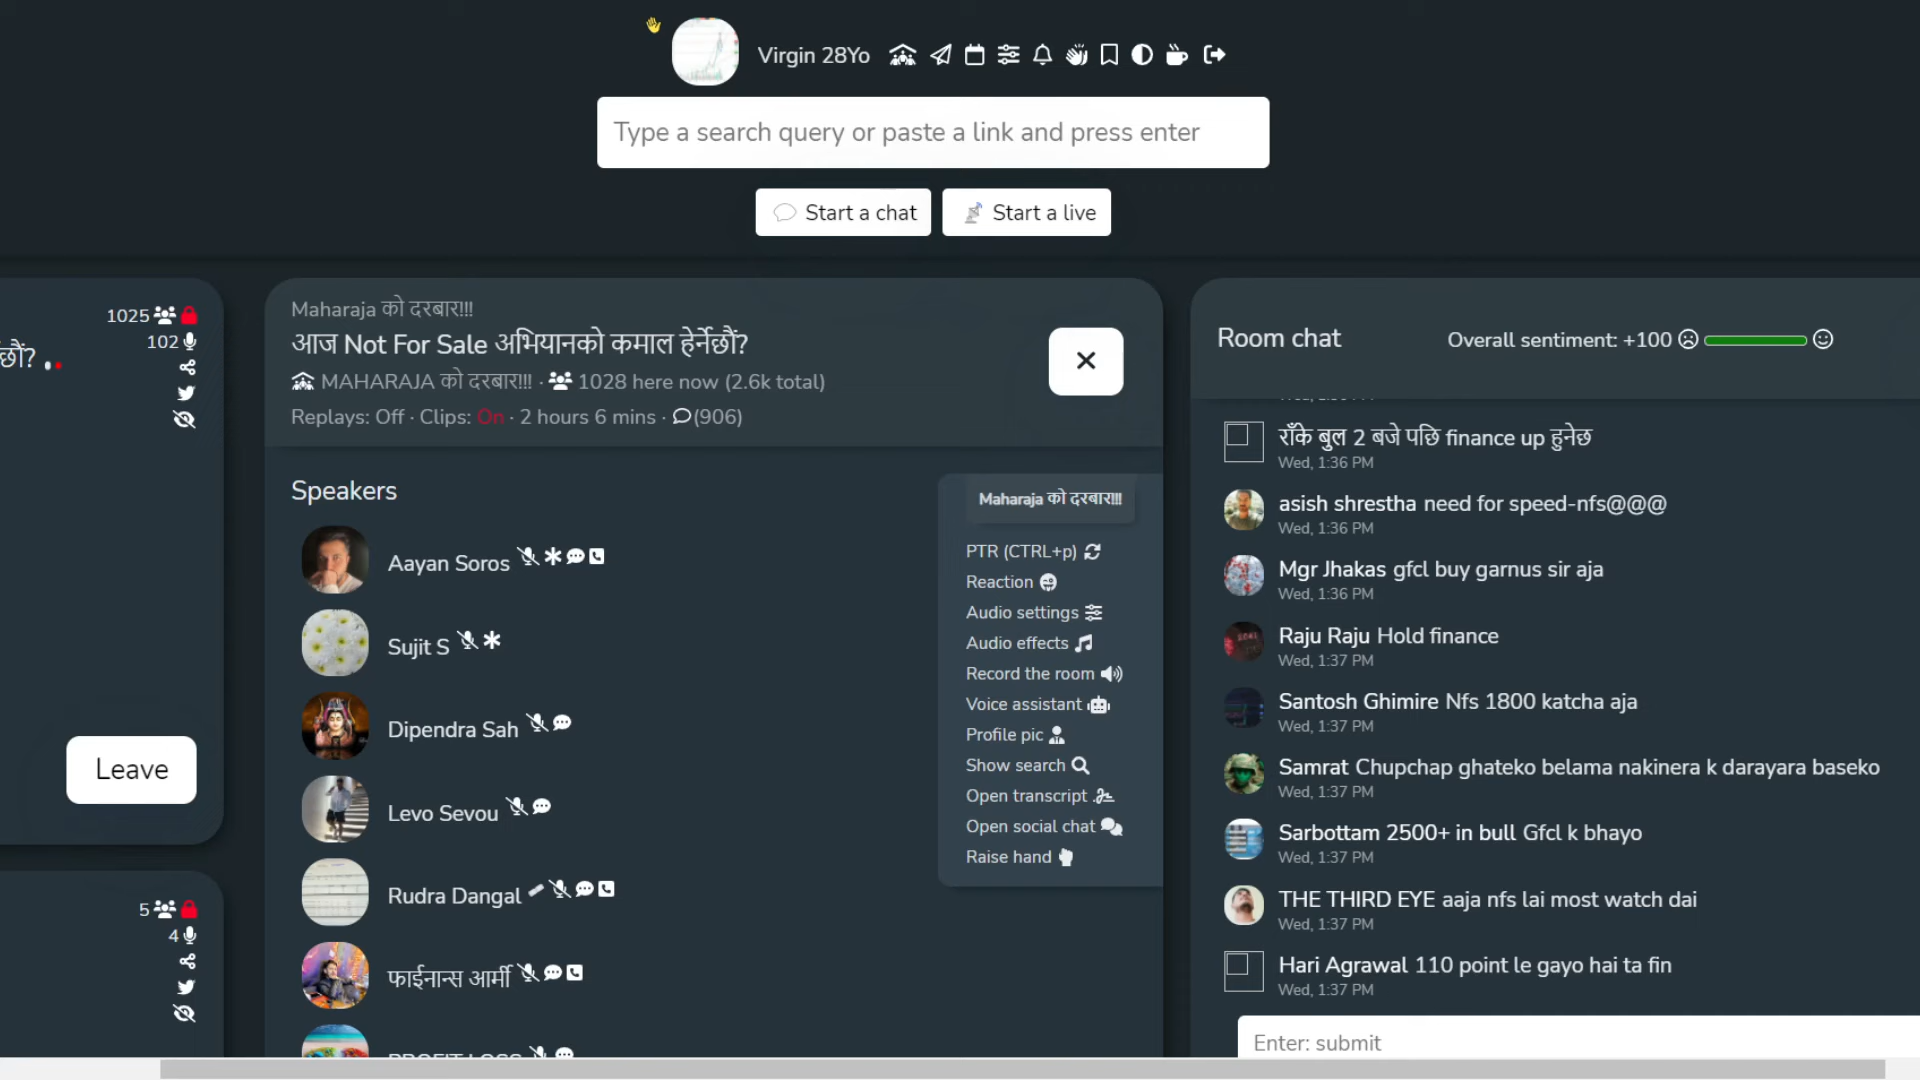 Virgin 28Yo
Type a search query or paste a link and press enter
Start a chat
Start a live
1025
102
छौं?
Leave
5
4
Maharaja को दरबार!!!
आज Not For Sale अभियानको कमाल हेर्नेछौं?
MAHARAJA को दरबार!!! · 1028 here now (2.6k total)
Replays: Off · Clips: On · 2 hours 6 mins · (906)
Speakers
Aayan Soros
Sujit S
Dipendra Sah
Levo Sevou
Rudra Dangal
फाईनान्स आर्मी
PROFIT LOSS
Maharaja को दरबार!!!
PTR (CTRL+p)
Reaction
Audio settings
Audio effects
Record the room
Voice assistant
Profile pic
Show search
Open transcript
Open social chat
Raise hand
Room chat
Overall sentiment: +100
राँके बुल 2 बजे पछि finance up हुनेछ
Wed, 1:36 PM
asish shrestha need for speed-nfs@@@
Wed, 1:36 PM
Mgr Jhakas gfcl buy garnus sir aja
Wed, 1:36 PM
Raju Raju Hold finance
Wed, 1:37 PM
Santosh Ghimire Nfs 1800 katcha aja
Wed, 1:37 PM
Samrat Chupchap ghateko belama nakinera k darayara baseko
Wed, 1:37 PM
Sarbottam 2500+ in bull Gfcl k bhayo
Wed, 1:37 PM
THE THIRD EYE aaja nfs lai most watch dai
Wed, 1:37 PM
Hari Agrawal 110 point le gayo hai ta fin
Wed, 1:37 PM
Enter: submit